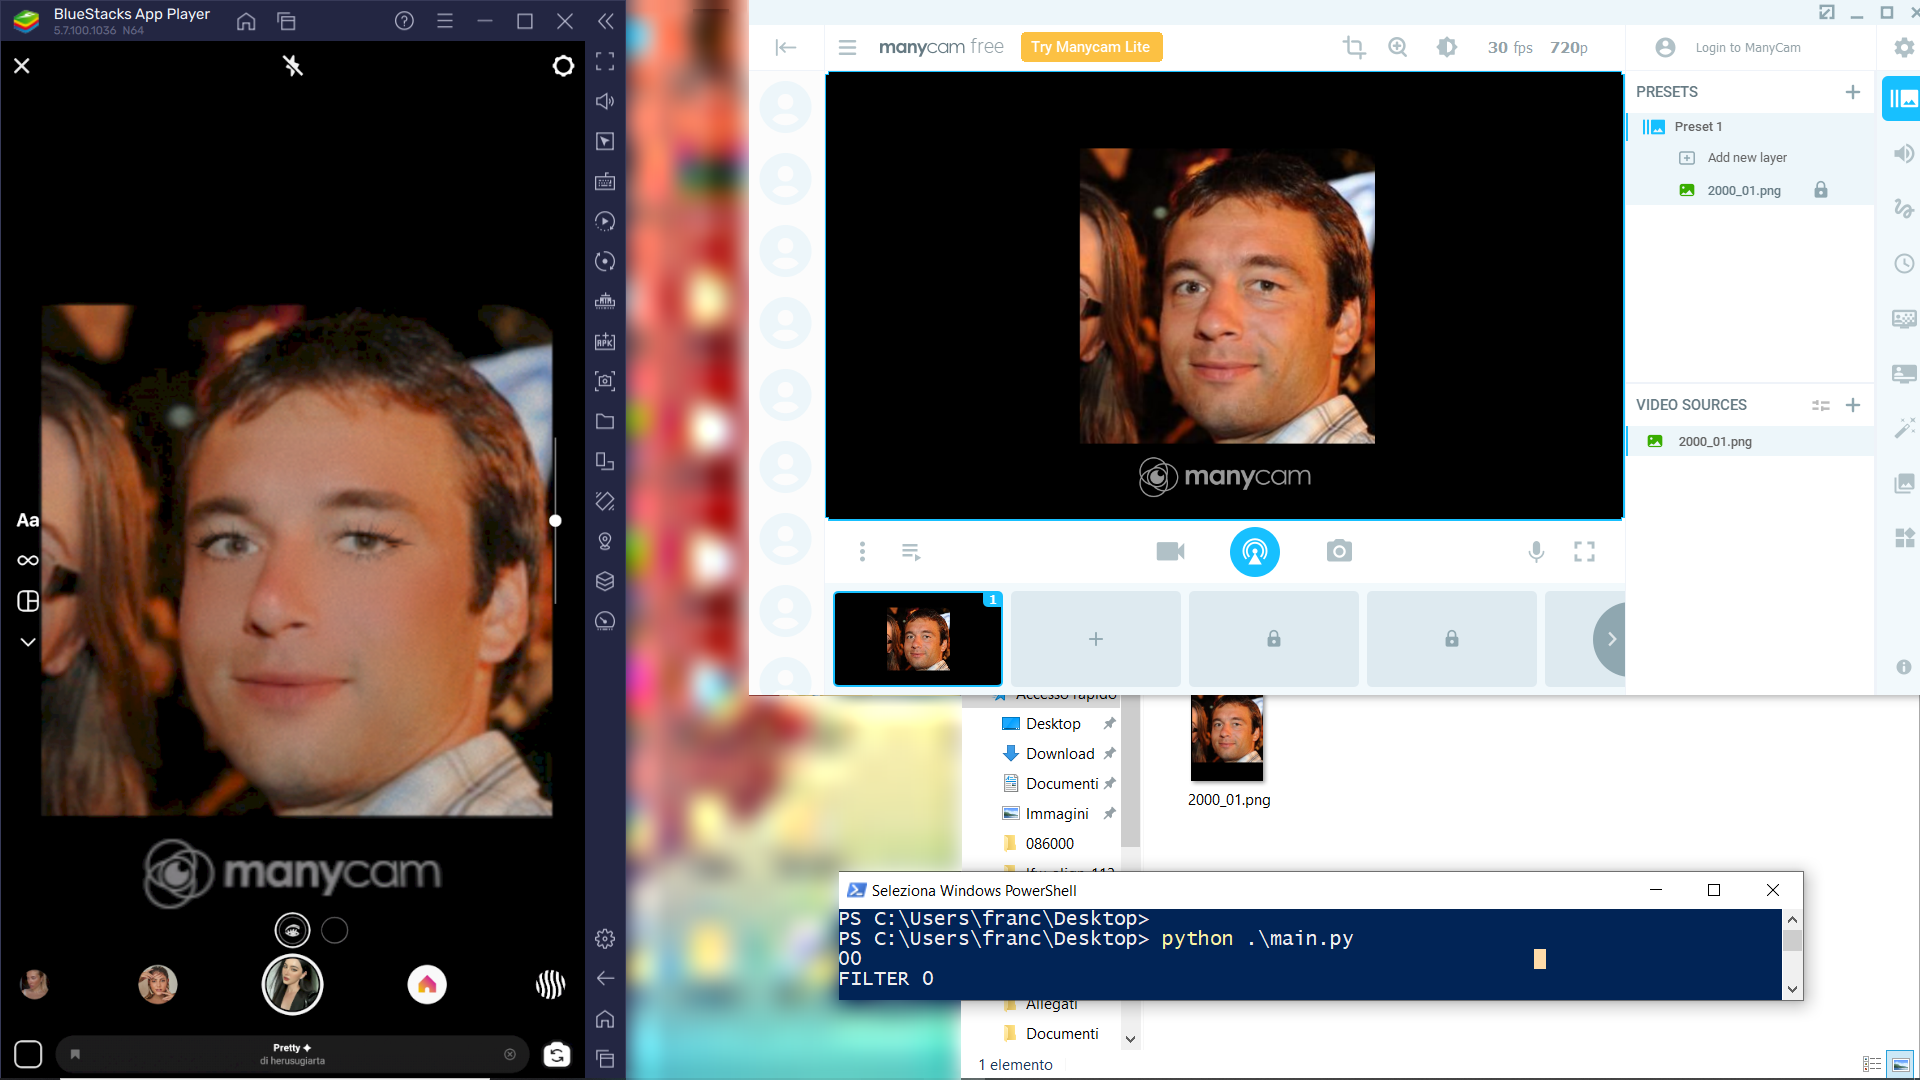 BlueStacks App Player
5.7.100.1036 N64
Aa
manycam
Pretty
di herusugiarta
APK
manycam free
Try Manycam Lite
30 fps
720p
Login to ManyCam
PRESETS
Preset 1
Add new layer
2000_01.png
VIDEO SOURCES
2000_01.png
manycam
1
Accesso rapido
Desktop
Download
Documenti
Immagini
086000
2000_01.png
Seleziona Windows PowerShell
PS C:\Users\franc\Desktop>
PS C:\Users\franc\Desktop> python .\main.py
OO
FILTER O
Allegati
Documenti
1 elemento